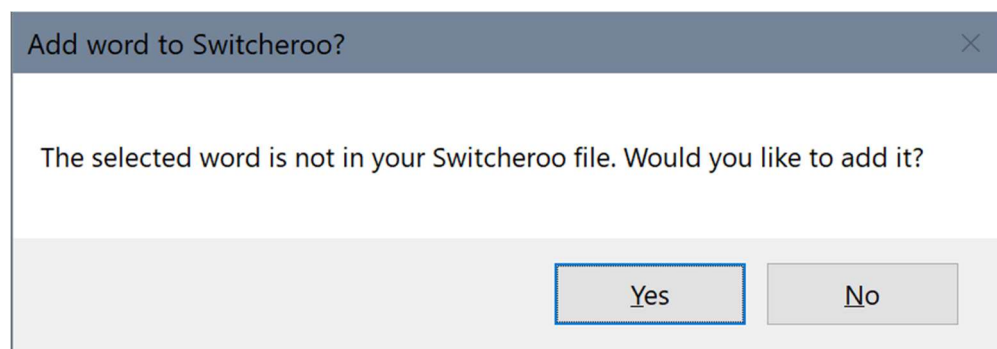 Add word to Switcheroo?
The selected word is not in your Switcheroo file. Would you like to add it?
Yes No